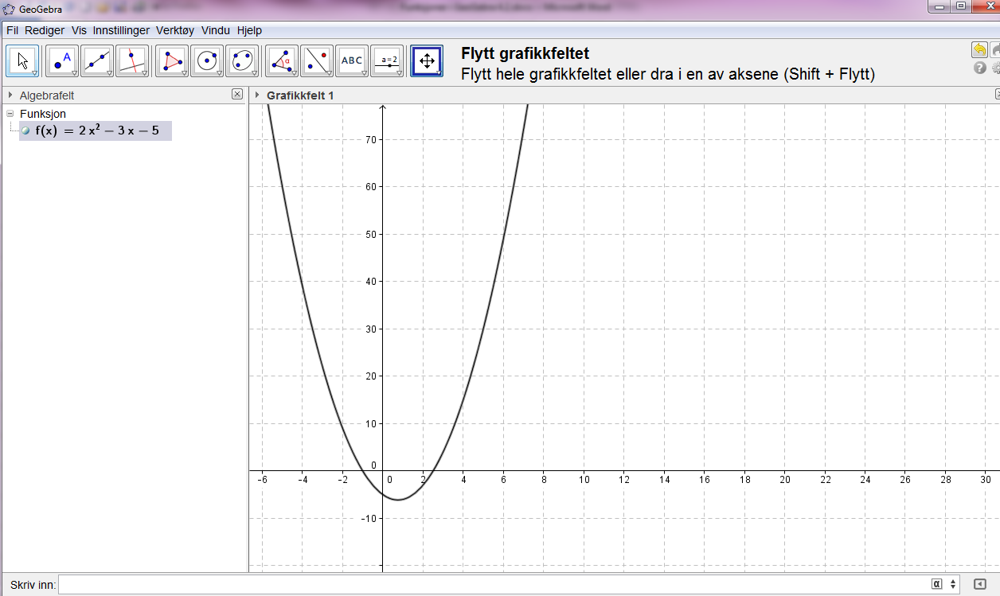 GeoGebra
Fil Rediger Vis Innstillinger Verktøy Vindu Hjelp
A
α
ABC
a=2
Flytt grafikkfeltet
Flytt hele grafikkfeltet eller dra i en av aksene (Shift + Flytt)
?
Algebrafelt
Grafikkfelt 1
Funksjon
f(x) = 2 x² − 3 x − 5
70
60
50
40
30
20
10
0
-6 -4 -2 0 2 4 6 8 10 12 14 16 18 20 22 24 26 28 30
-10
Skriv inn:
α